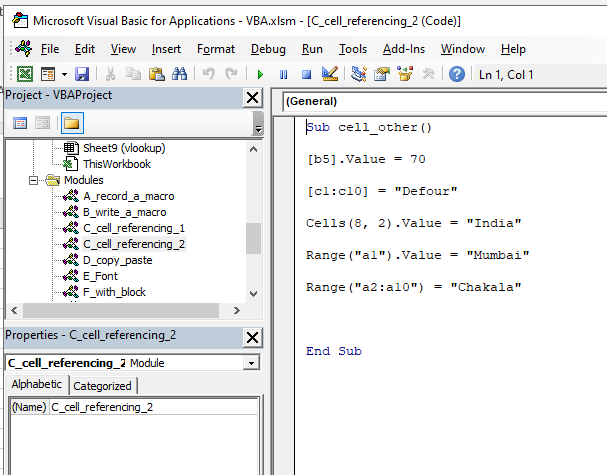 Microsoft Visual Basic for Applications - VBA.xlsm - [C_cell_referencing_2 (Code)]
File Edit View Insert Format Debug Run Tools Add-Ins Window Help
Ln 1, Col 1
Project - VBAProject
Sheet9 (vlookup)
ThisWorkbook
Modules
A_record_a_macro
B_write_a_macro
C_cell_referencing_1
C_cell_referencing_2
D_copy_paste
E_Font
F_with_block
Properties - C_cell_referencing_2
C_cell_referencing_2 Module
Alphabetic Categorized
(Name) C_cell_referencing_2
(General)
Sub cell_other()
[b5].Value = 70
[c1:c10] = "Defour"
Cells(8, 2).Value = "India"
Range("a1").Value = "Mumbai"
Range("a2:a10") = "Chakala"
End Sub